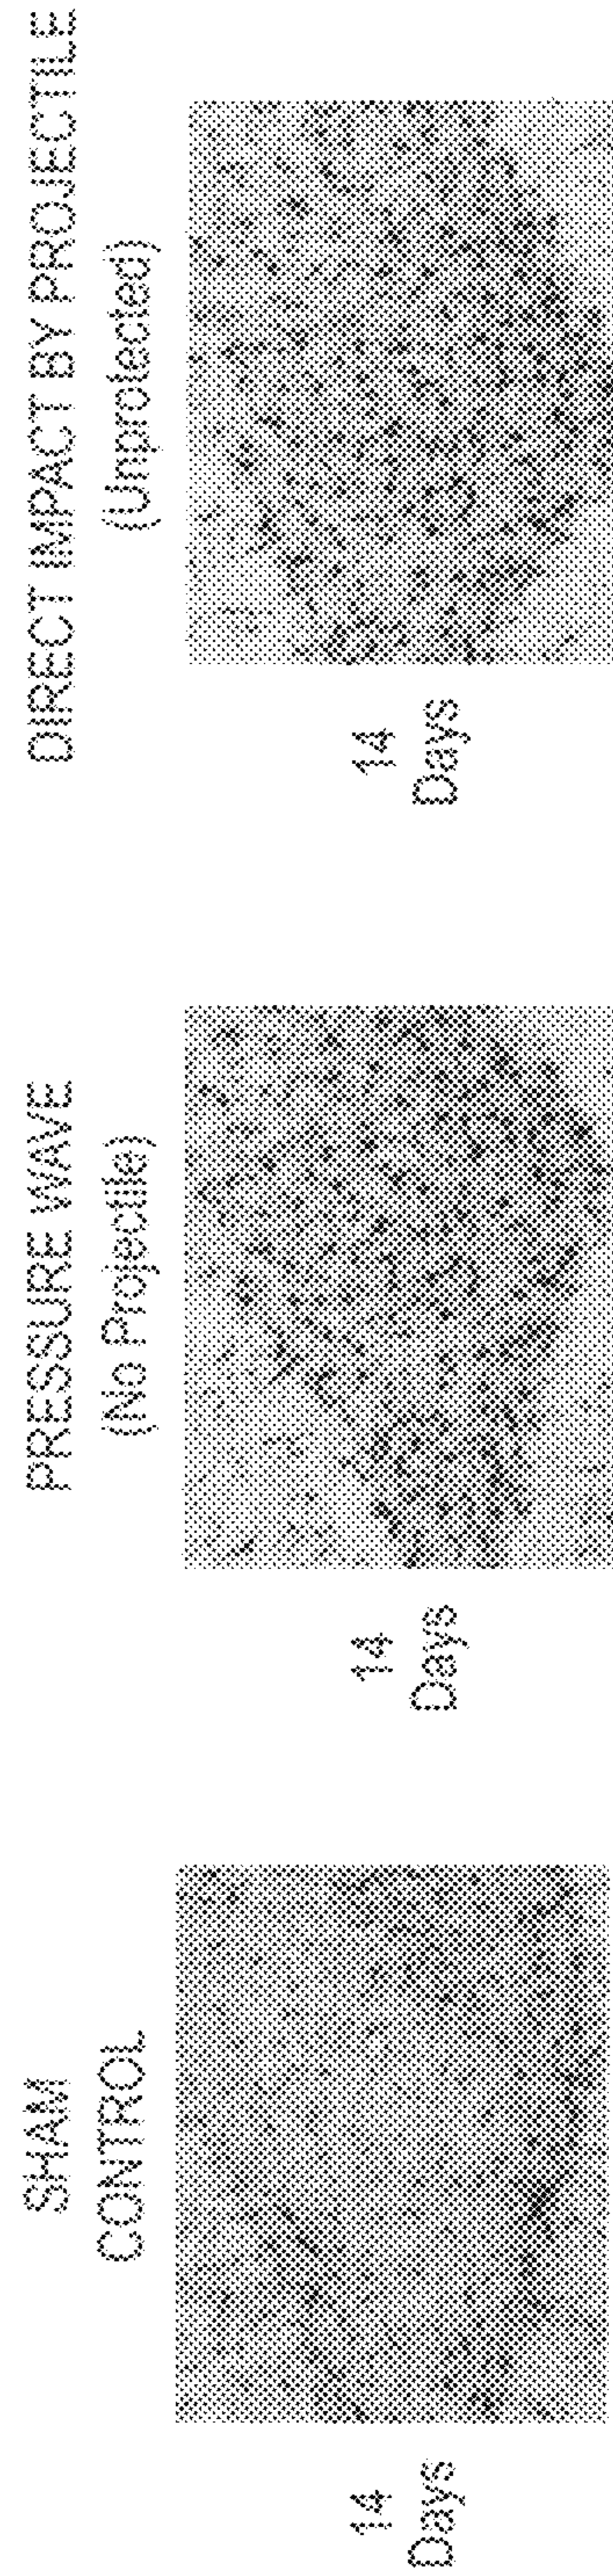 SHAM
CONTROL
14
Days
PRESSURE WAVE
(No Projectile)
14
Days
DIRECT IMPACT BY PROJECTILE
(Unprotected)
14
Days